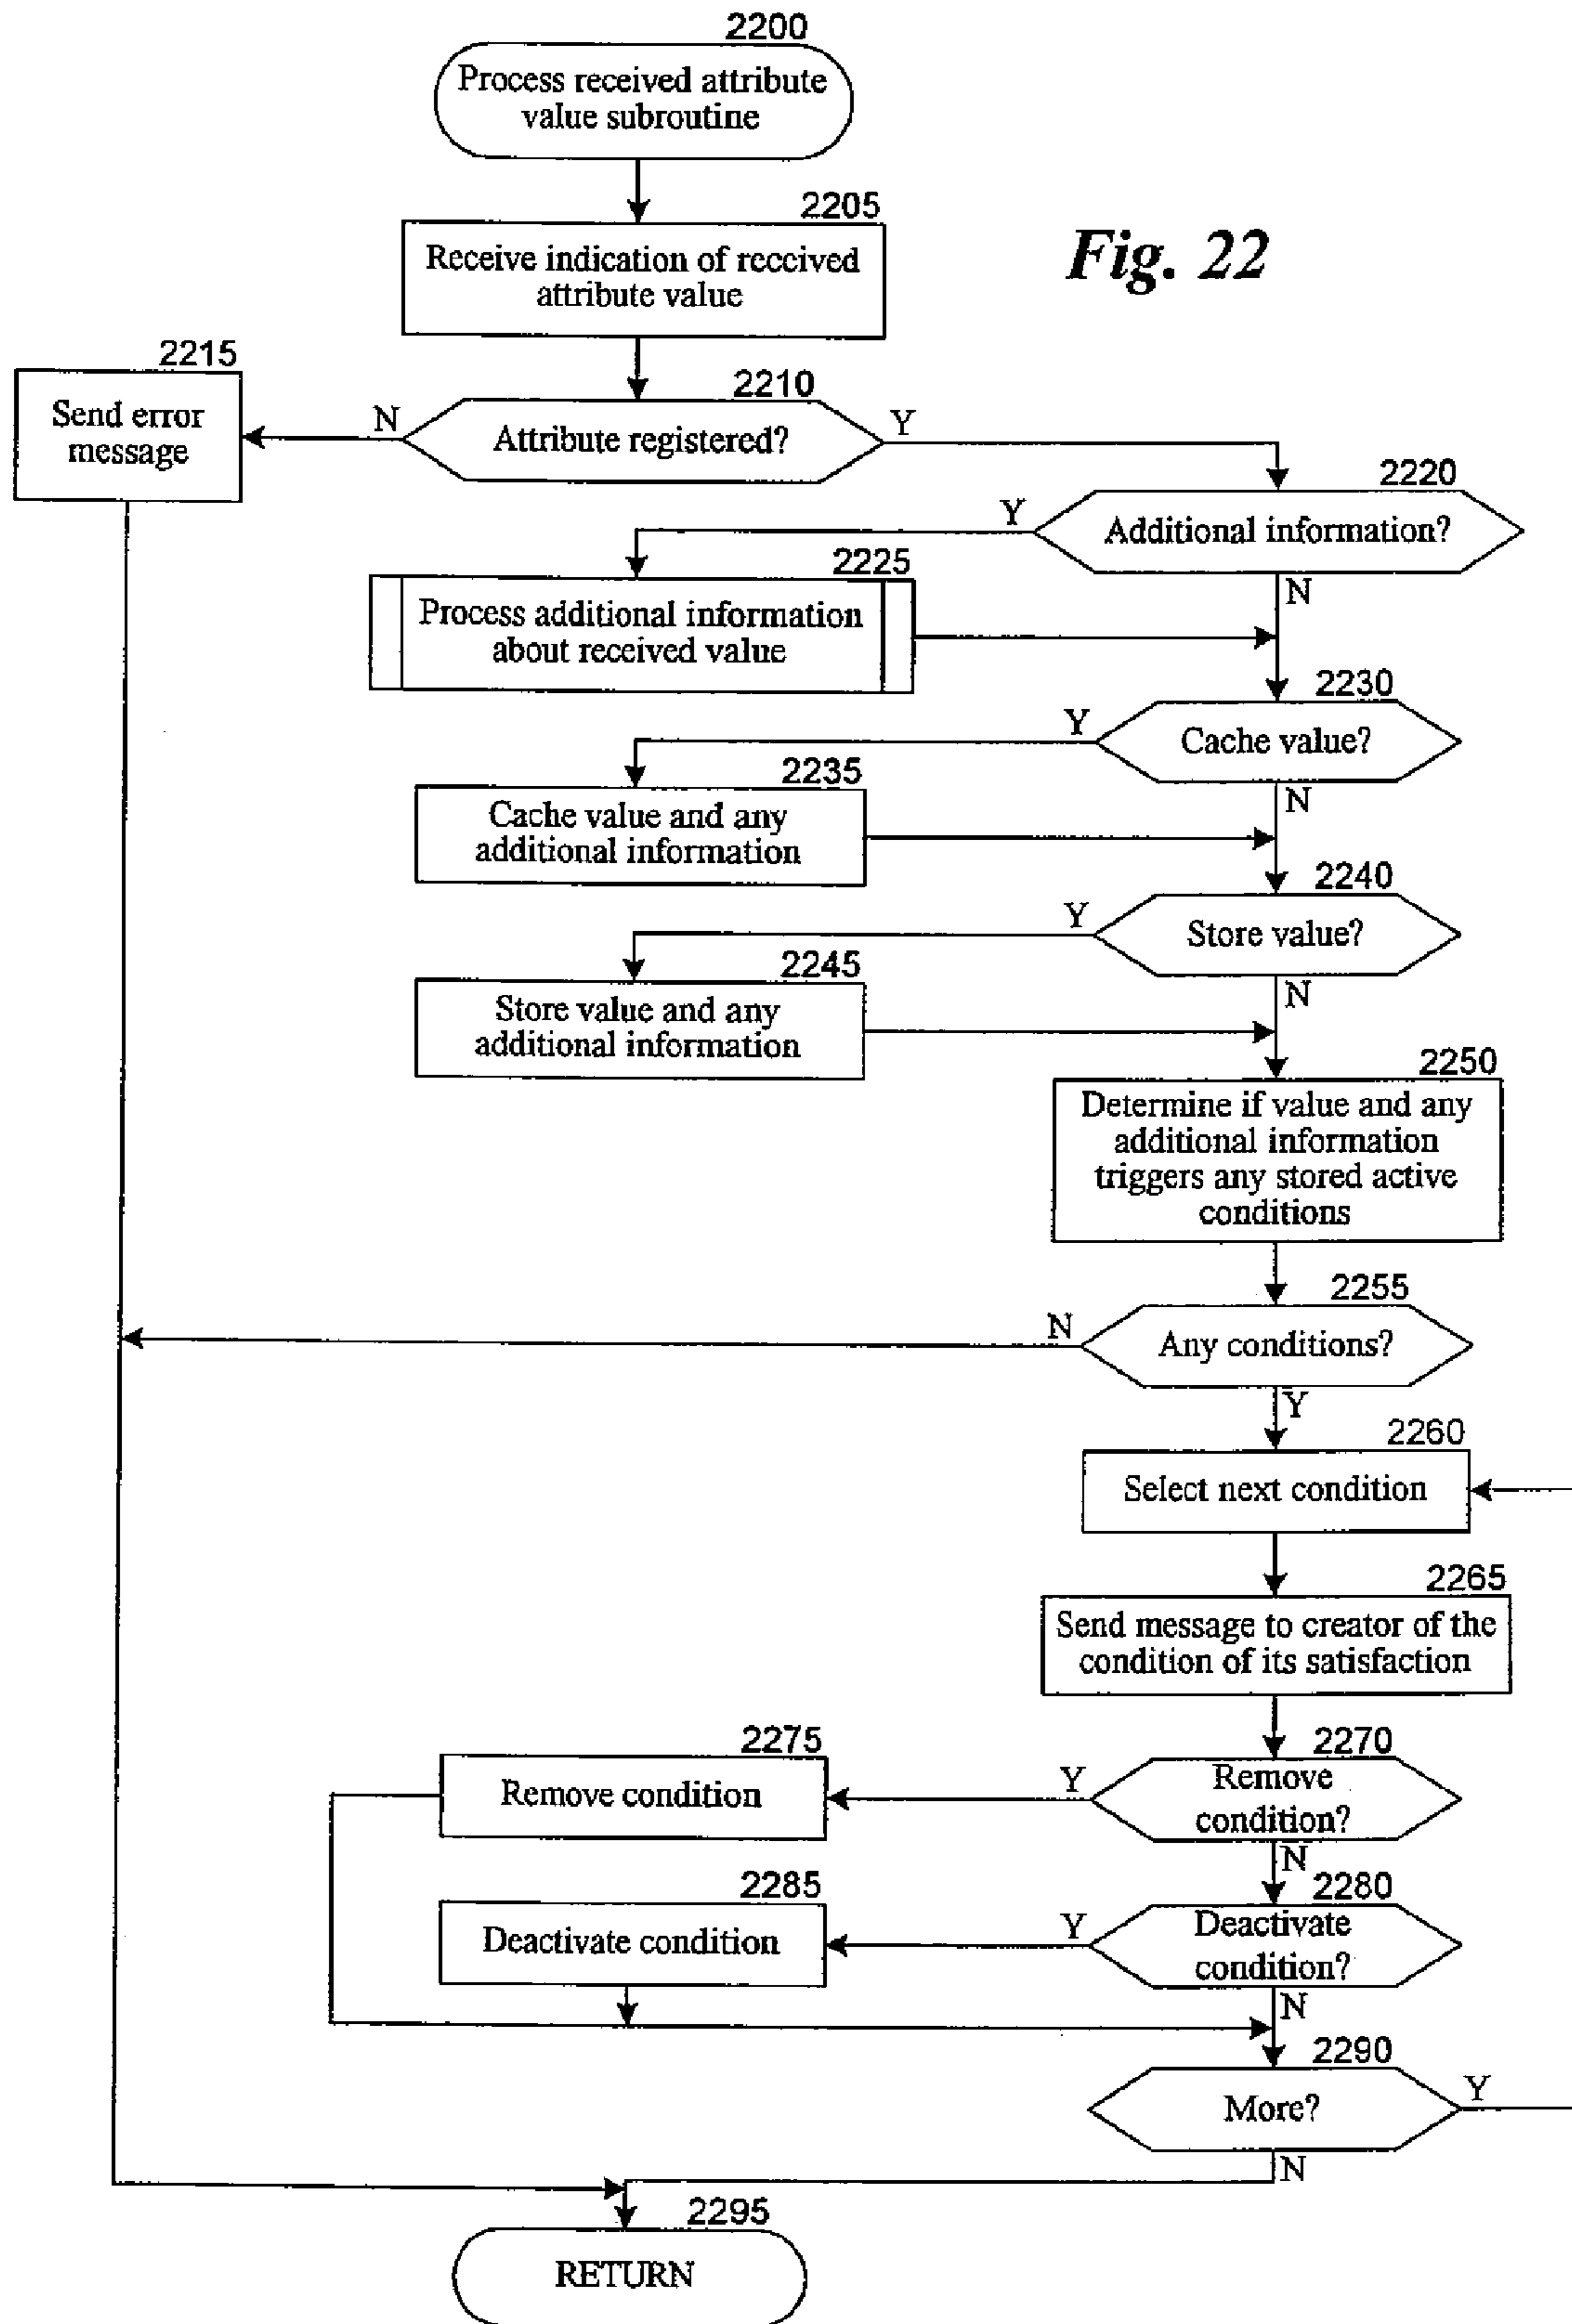 2200
Process received attribute
value subroutine
2205
Receive indication of received
attribute value
Fig. 22
2215
Send error
message
2210
N
Attribute registered?
Y
2220
Y
Additional information?
N
2225
Process additional information
about received value
2230
Y
Cache value?
N
2235
Cache value and any
additional information
2240
Y
Store value?
N
2245
Store value and any
additional information
2250
Determine if value and any
additional information
triggers any stored active
conditions
2255
N
Any conditions?
Y
2260
Select next condition
2265
Send message to creator of the
condition of its satisfaction
2275
Remove condition
2270
Y
Remove
condition?
N
2285
Deactivate condition
2280
Y
Deactivate
condition?
N
2290
More?
Y
N
2295
RETURN